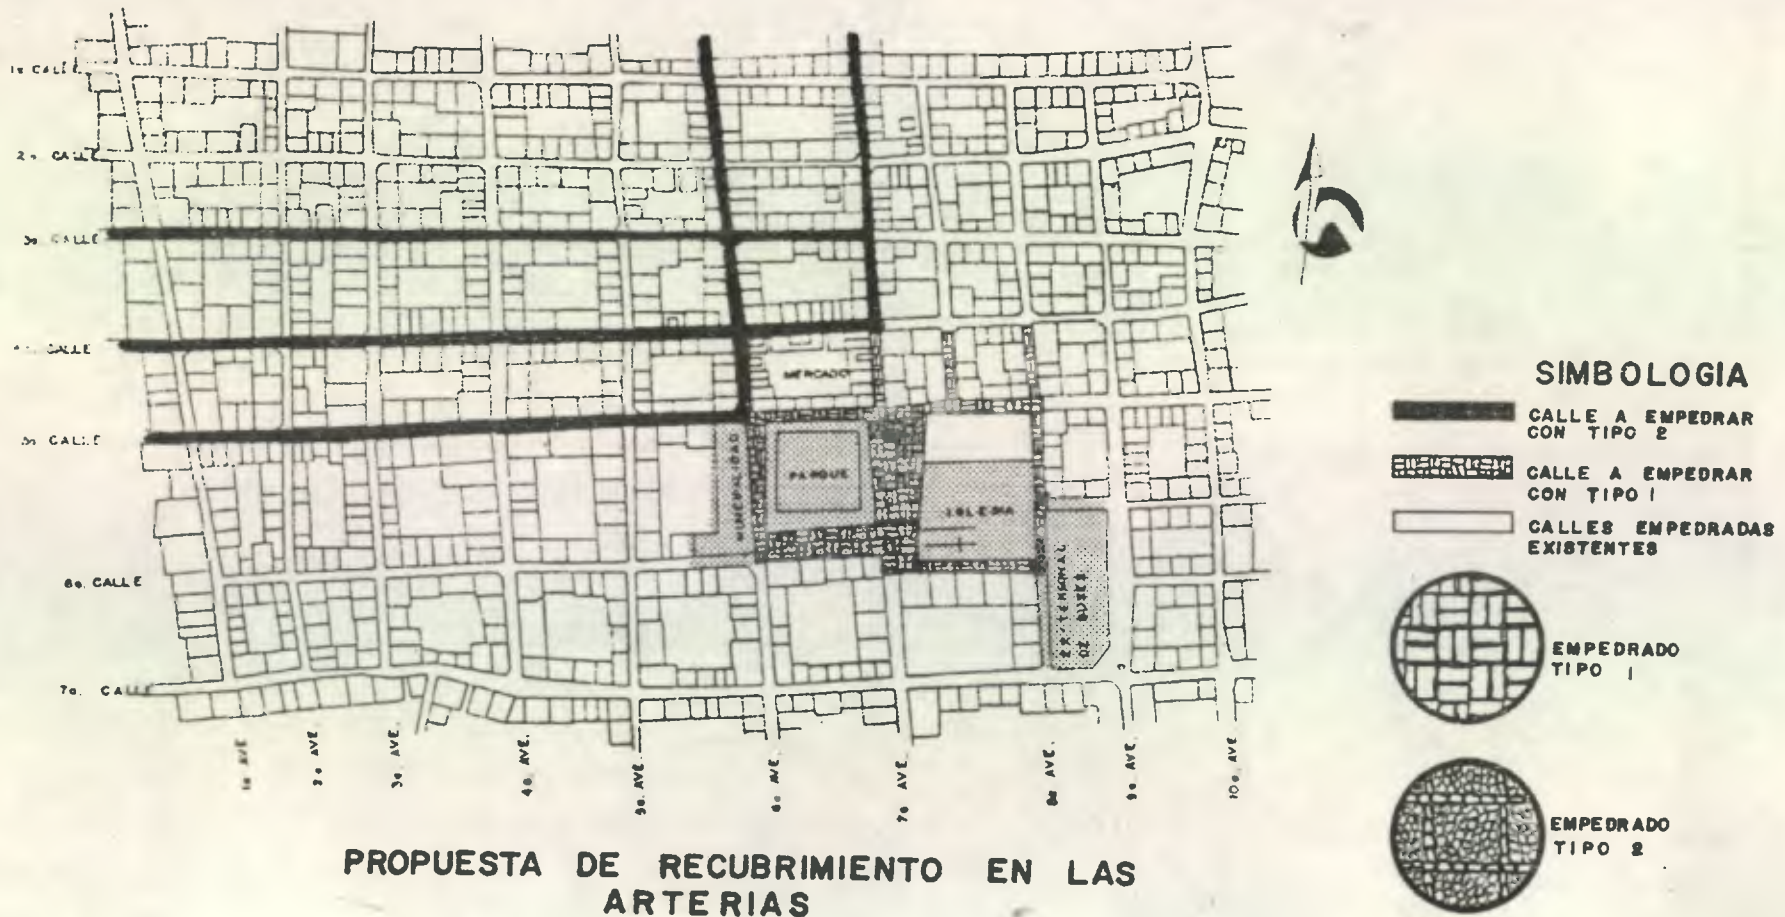 1a CALLE
2a. CALLE
3a. CALLE
CALLE
5a. CALLE
6a. CALLE
7a. CALLE
MERCADO
MUNICIPALIDAD
PARQUE
IGLESIA
EX/TERMINAL
DE BUSES
1a AVE
2a AVE.
3a. AVE.
4a. AVE.
5a. AVE.
6a AVE.
7a AVE.
8a AVE.
9a AVE.
10a. AVE.
SIMBOLOGIA
CALLE A EMPEDRAR
CON TIPO 2
CALLE A EMPEDRAR
CON TIPO 1
CALLES EMPEDRADAS
EXISTENTES
EMPEDRADO
TIPO 1
EMPEDRADO
TIPO 2
PROPUESTA DE RECUBRIMIENTO EN LAS
ARTERIAS